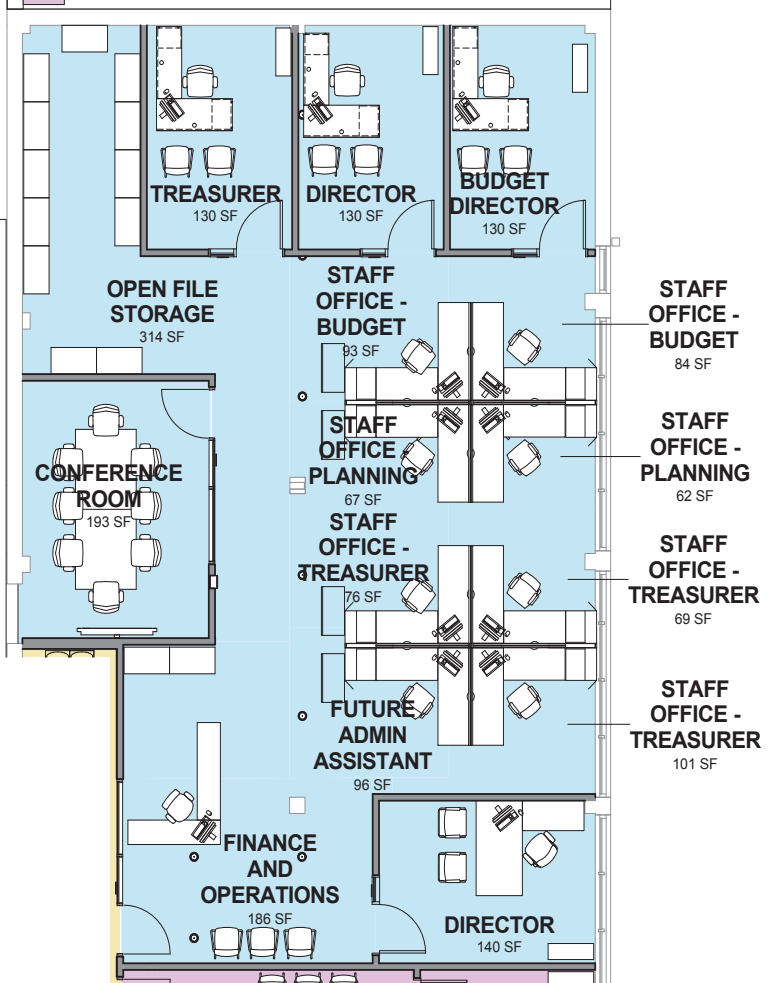 TREASURER
130 SF
DIRECTOR
130 SF
BUDGET
DIRECTOR
130 SF
OPEN FILE
STORAGE
314 SF
STAFF
OFFICE -
BUDGET
93 SF
STAFF
OFFICE -
BUDGET
84 SF
CONFERENCE
ROOM
193 SF
STAFF
OFFICE -
PLANNING
67 SF
STAFF
OFFICE -
PLANNING
62 SF
STAFF
OFFICE -
TREASURER
76 SF
STAFF
OFFICE -
TREASURER
69 SF
FUTURE
ADMIN
ASSISTANT
96 SF
STAFF
OFFICE -
TREASURER
101 SF
FINANCE
AND
OPERATIONS
186 SF
DIRECTOR
140 SF